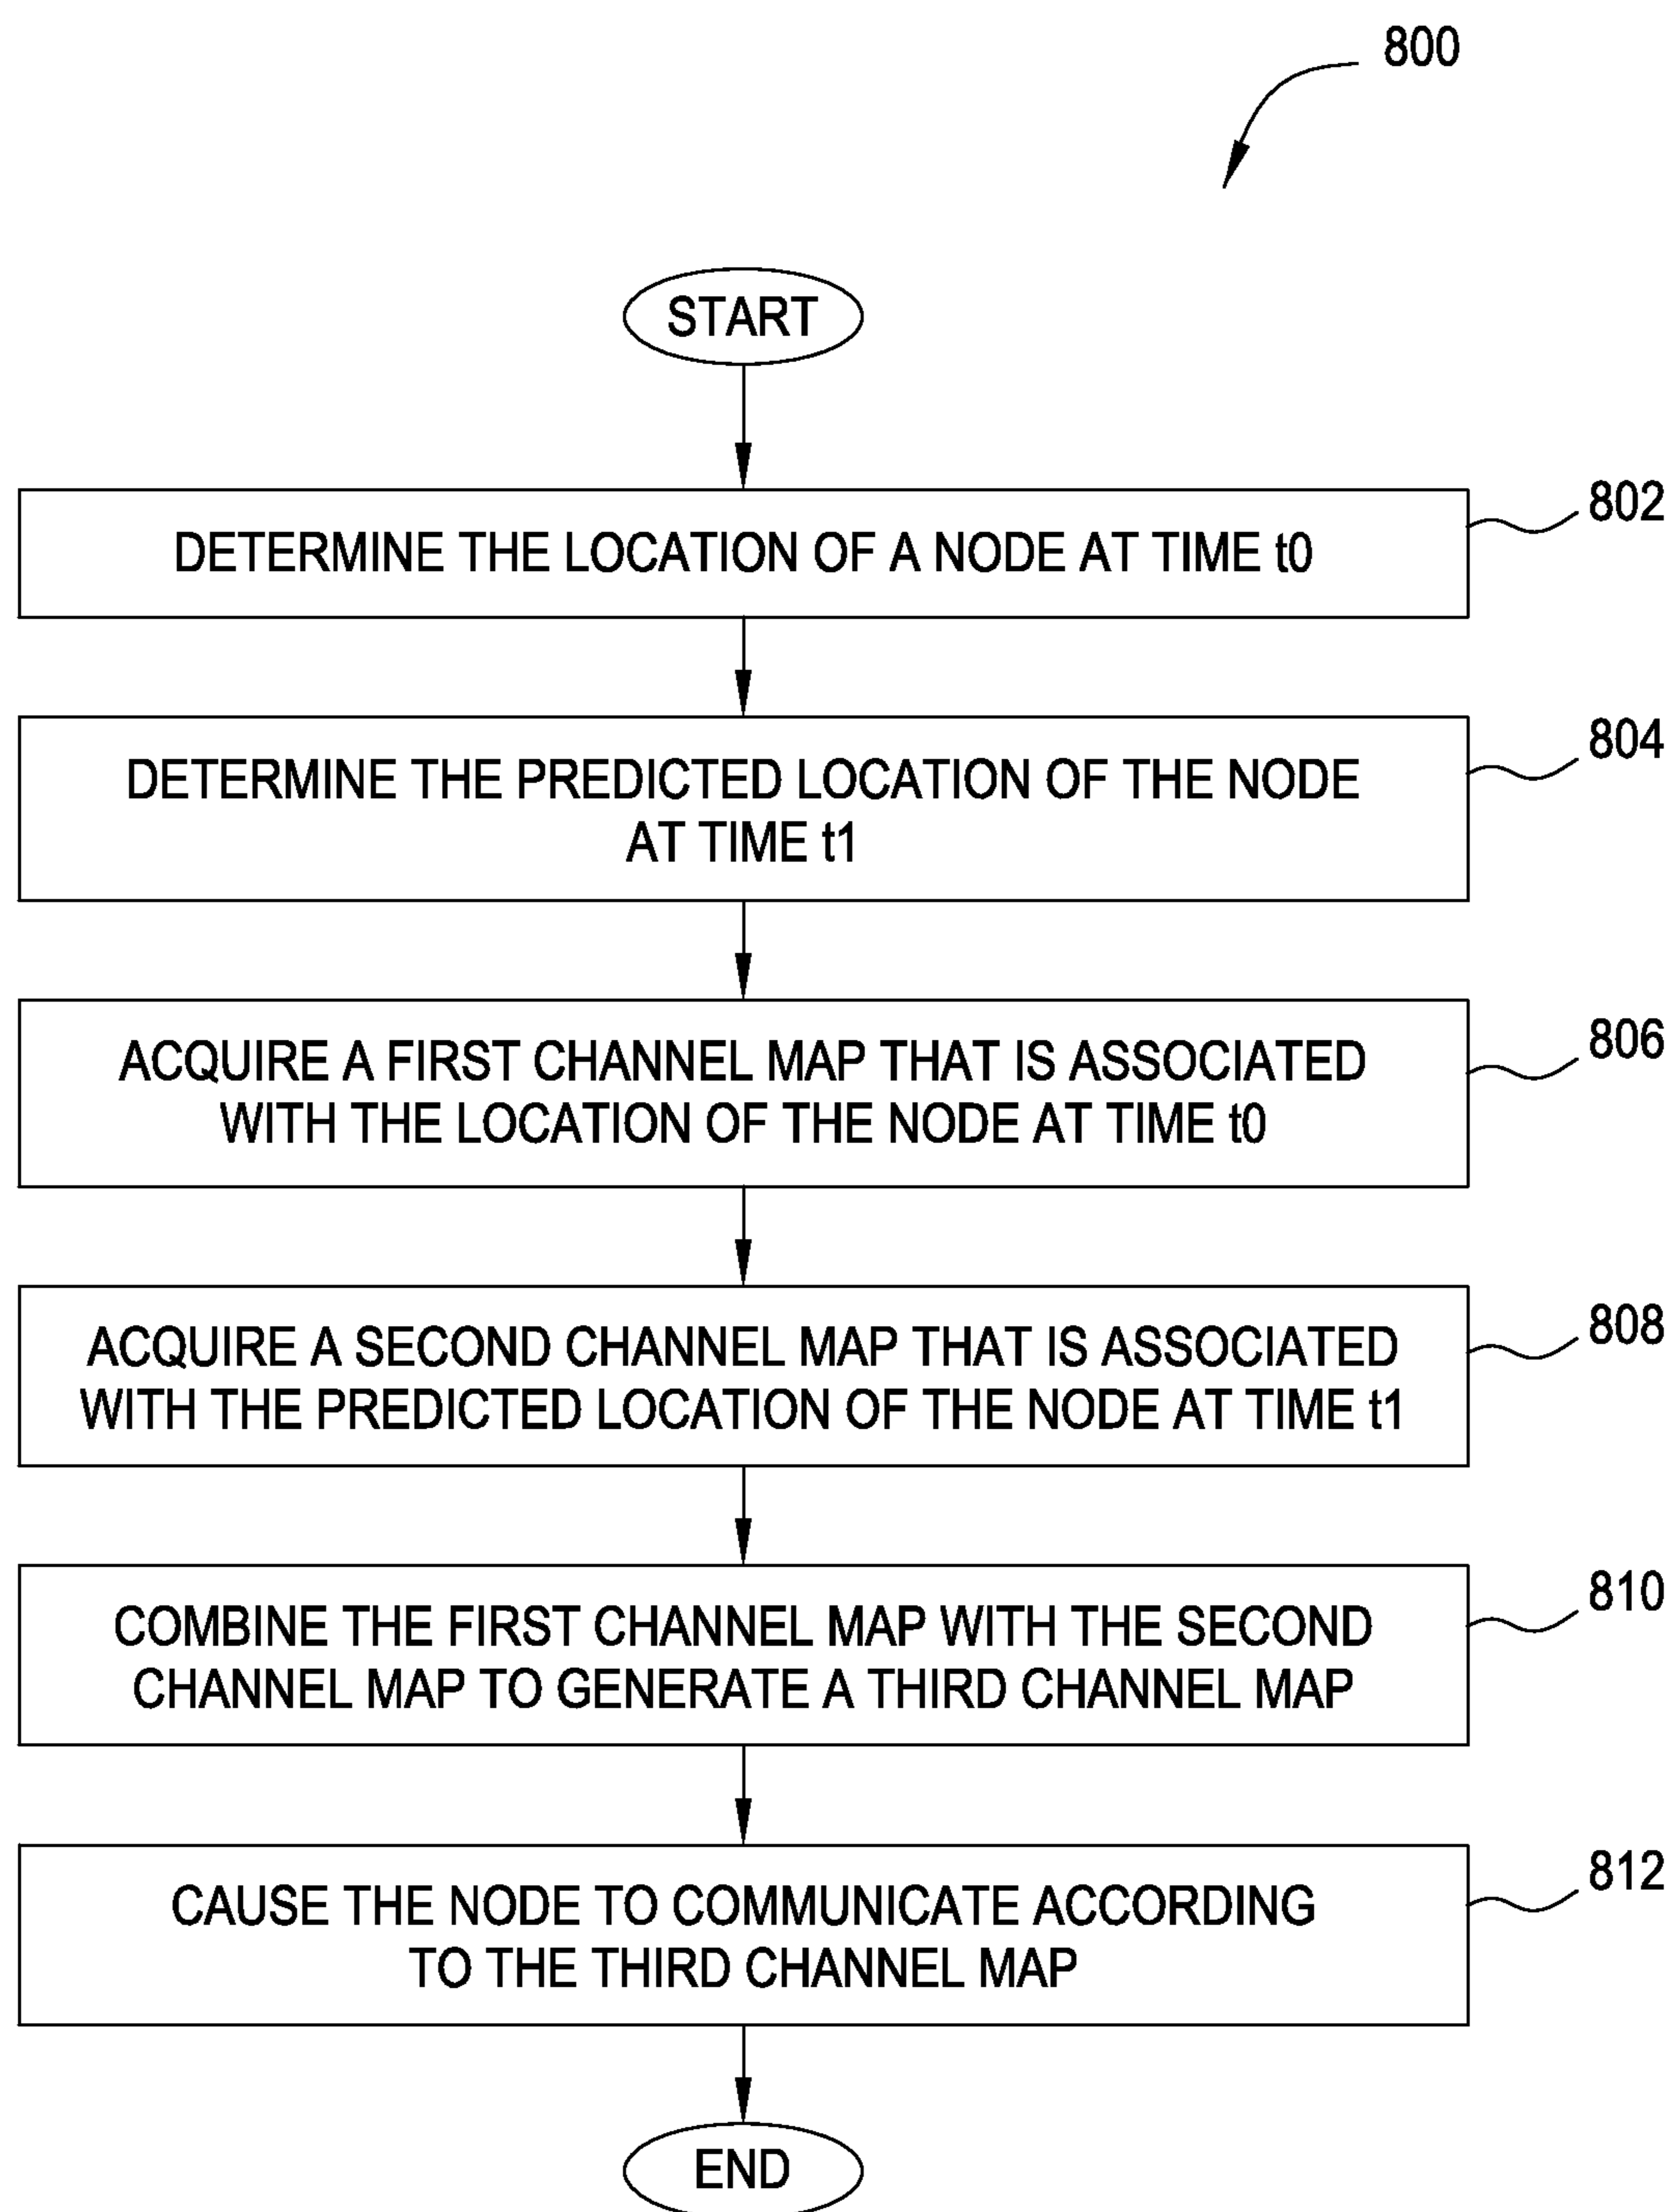 800
START
DETERMINE THE LOCATION OF A NODE AT TIME t0
802
DETERMINE THE PREDICTED LOCATION OF THE NODE
AT TIME t1
804
ACQUIRE A FIRST CHANNEL MAP THAT IS ASSOCIATED
WITH THE LOCATION OF THE NODE AT TIME t0
806
ACQUIRE A SECOND CHANNEL MAP THAT IS ASSOCIATED
WITH THE PREDICTED LOCATION OF THE NODE AT TIME t1
808
COMBINE THE FIRST CHANNEL MAP WITH THE SECOND
CHANNEL MAP TO GENERATE A THIRD CHANNEL MAP
810
CAUSE THE NODE TO COMMUNICATE ACCORDING
TO THE THIRD CHANNEL MAP
812
END